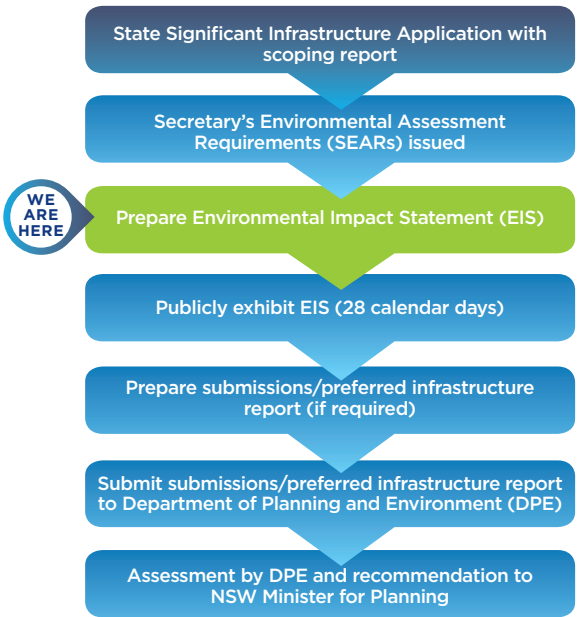 State Significant Infrastructure Application with
scoping report
Secretary’s Environmental Assessment
Requirements (SEARs) issued
WE
ARE
HERE
Prepare Environmental Impact Statement (EIS)
Publicly exhibit EIS (28 calendar days)
Prepare submissions/preferred infrastructure
report (if required)
Submit submissions/preferred infrastructure report
to Department of Planning and Environment (DPE)
Assessment by DPE and recommendation to
NSW Minister for Planning